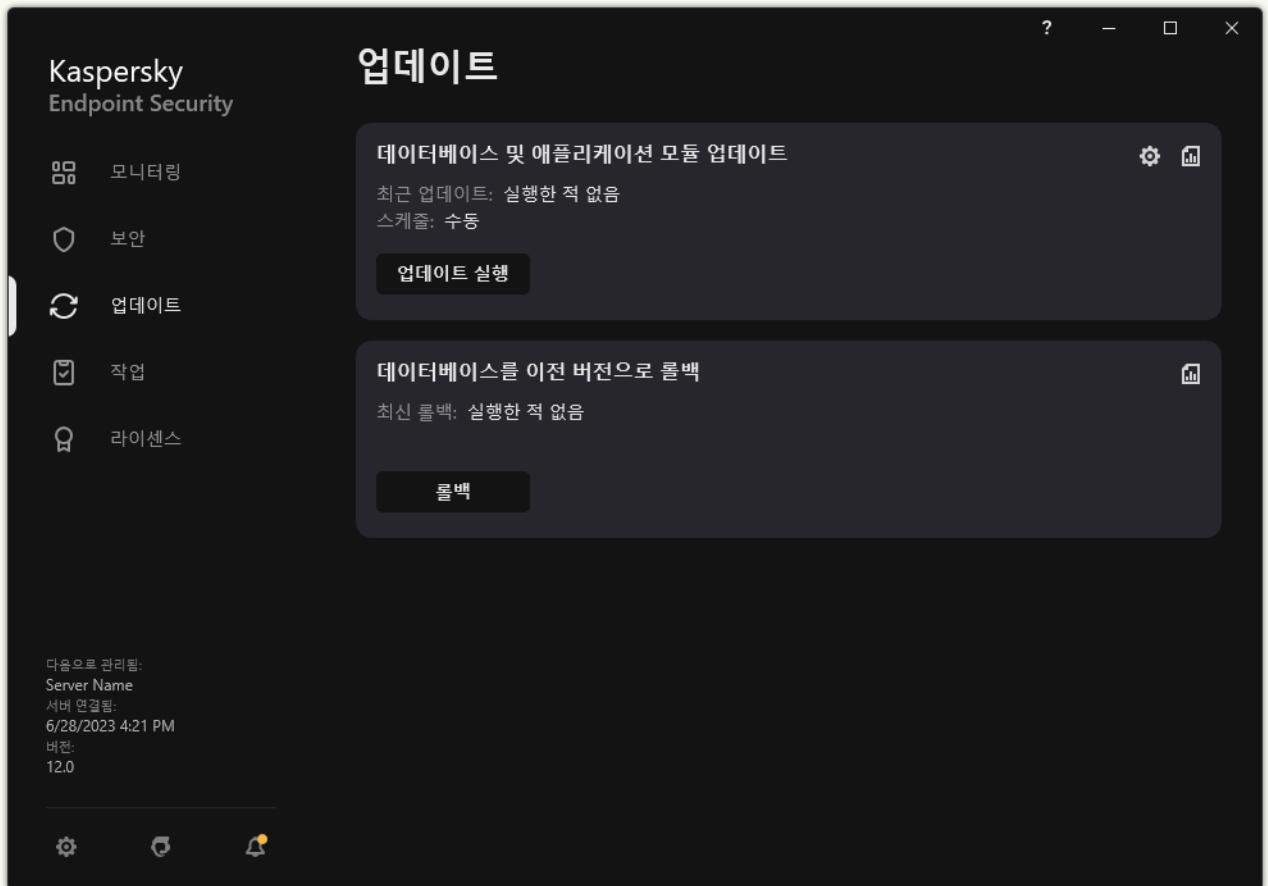 ?
Kaspersky
Endpoint Security
모니터링
보안
업데이트
작업
라이센스
다음으로 관리됨:
Server Name
서버 연결됨:
6/28/2023 4:21 PM
버전:
12.0
업데이트
데이터베이스 및 애플리케이션 모듈 업데이트
최근 업데이트: 실행한 적 없음
스케줄: 수동
업데이트 실행
데이터베이스를 이전 버전으로 롤백
최신 롤백: 실행한 적 없음
롤백